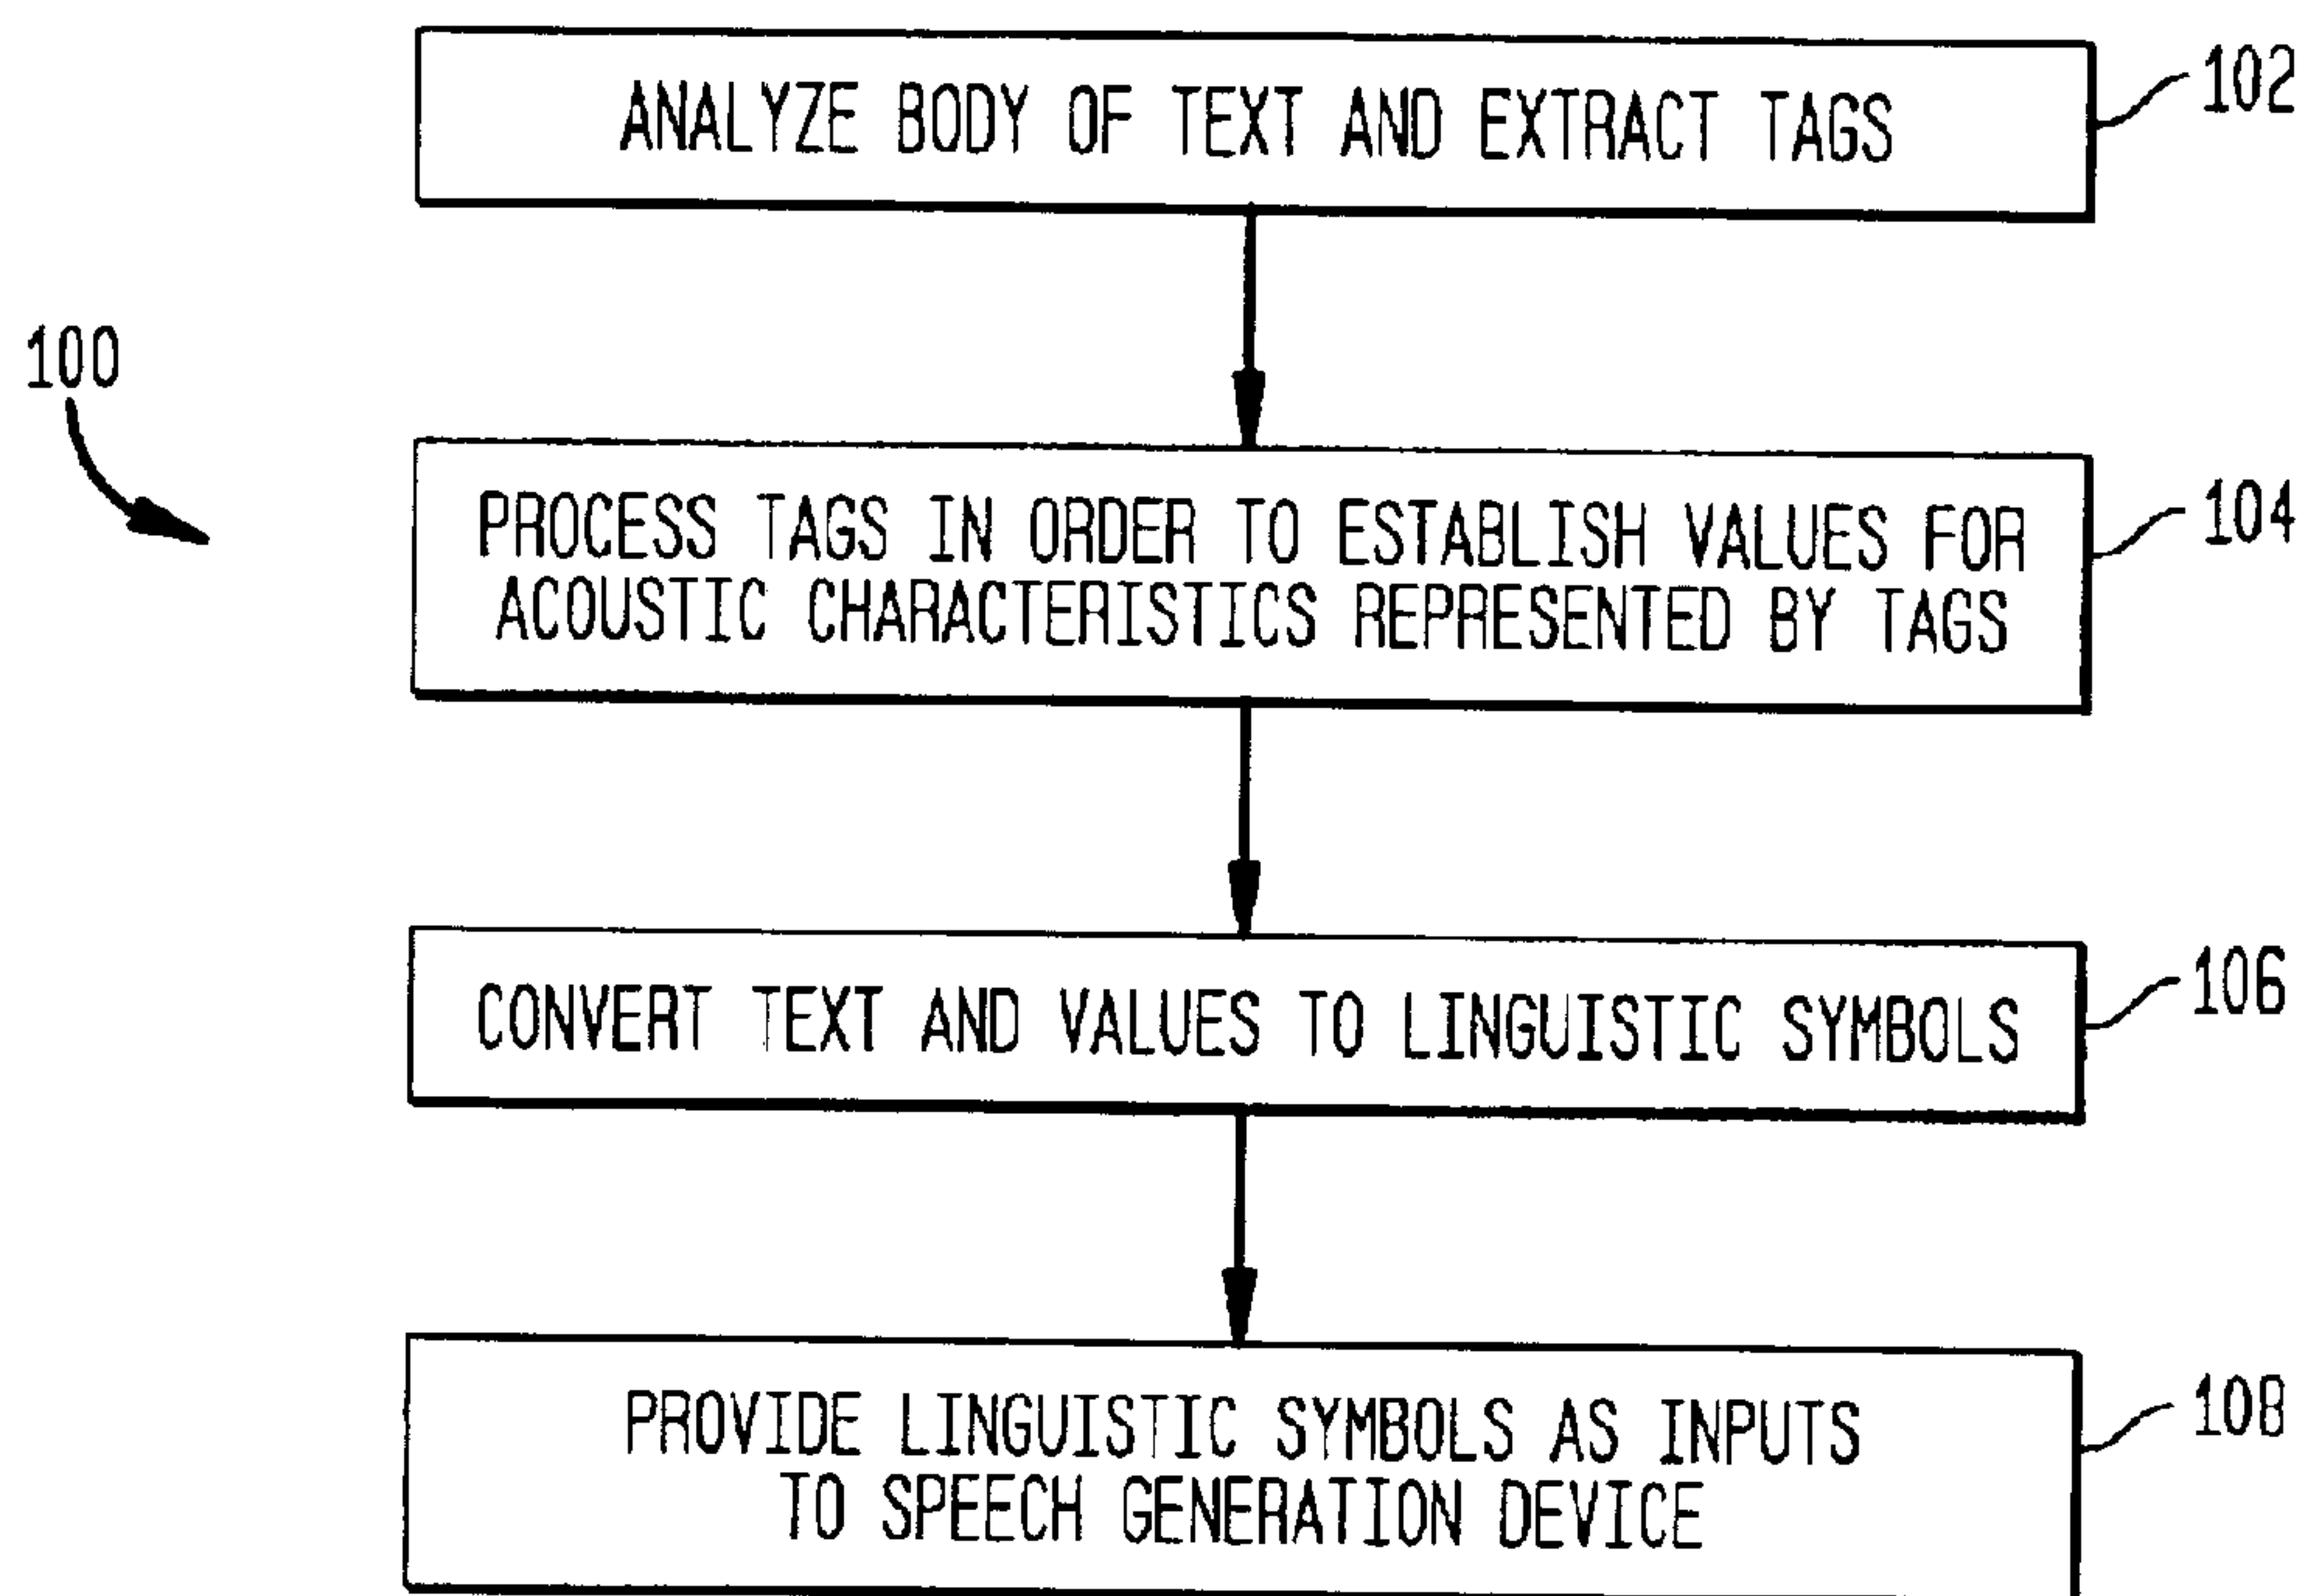 ANALYZE BODY OF TEXT AND EXTRACT TAGS
102
100
PROCESS TAGS IN ORDER TO ESTABLISH VALUES FOR
ACOUSTIC CHARACTERISTICS REPRESENTED BY TAGS
104
CONVERT TEXT AND VALUES TO LINGUISTIC SYMBOLS
106
PROVIDE LINGUISTIC SYMBOLS AS INPUTS
TO SPEECH GENERATION DEVICE
108